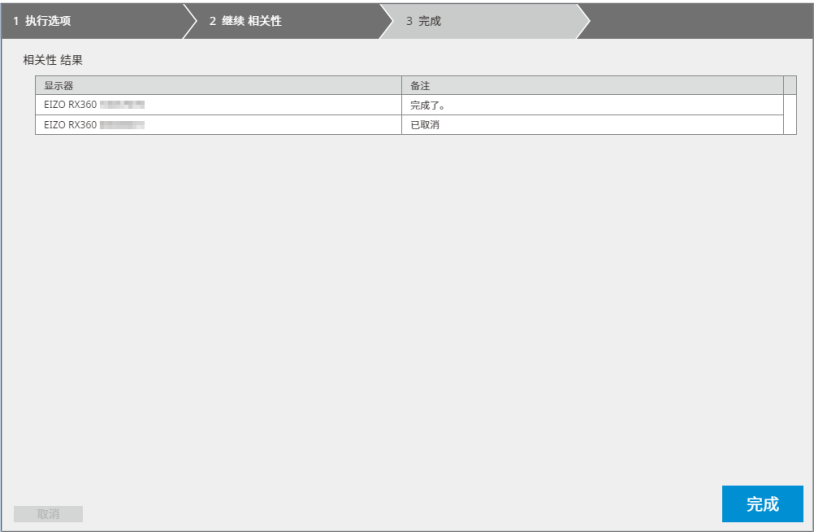 1 执行选项
2 继续 相关性
3 完成
相关性 结果
显示器 备注
EIZO RX360 完成了。
EIZO RX360 已取消
取消
完成